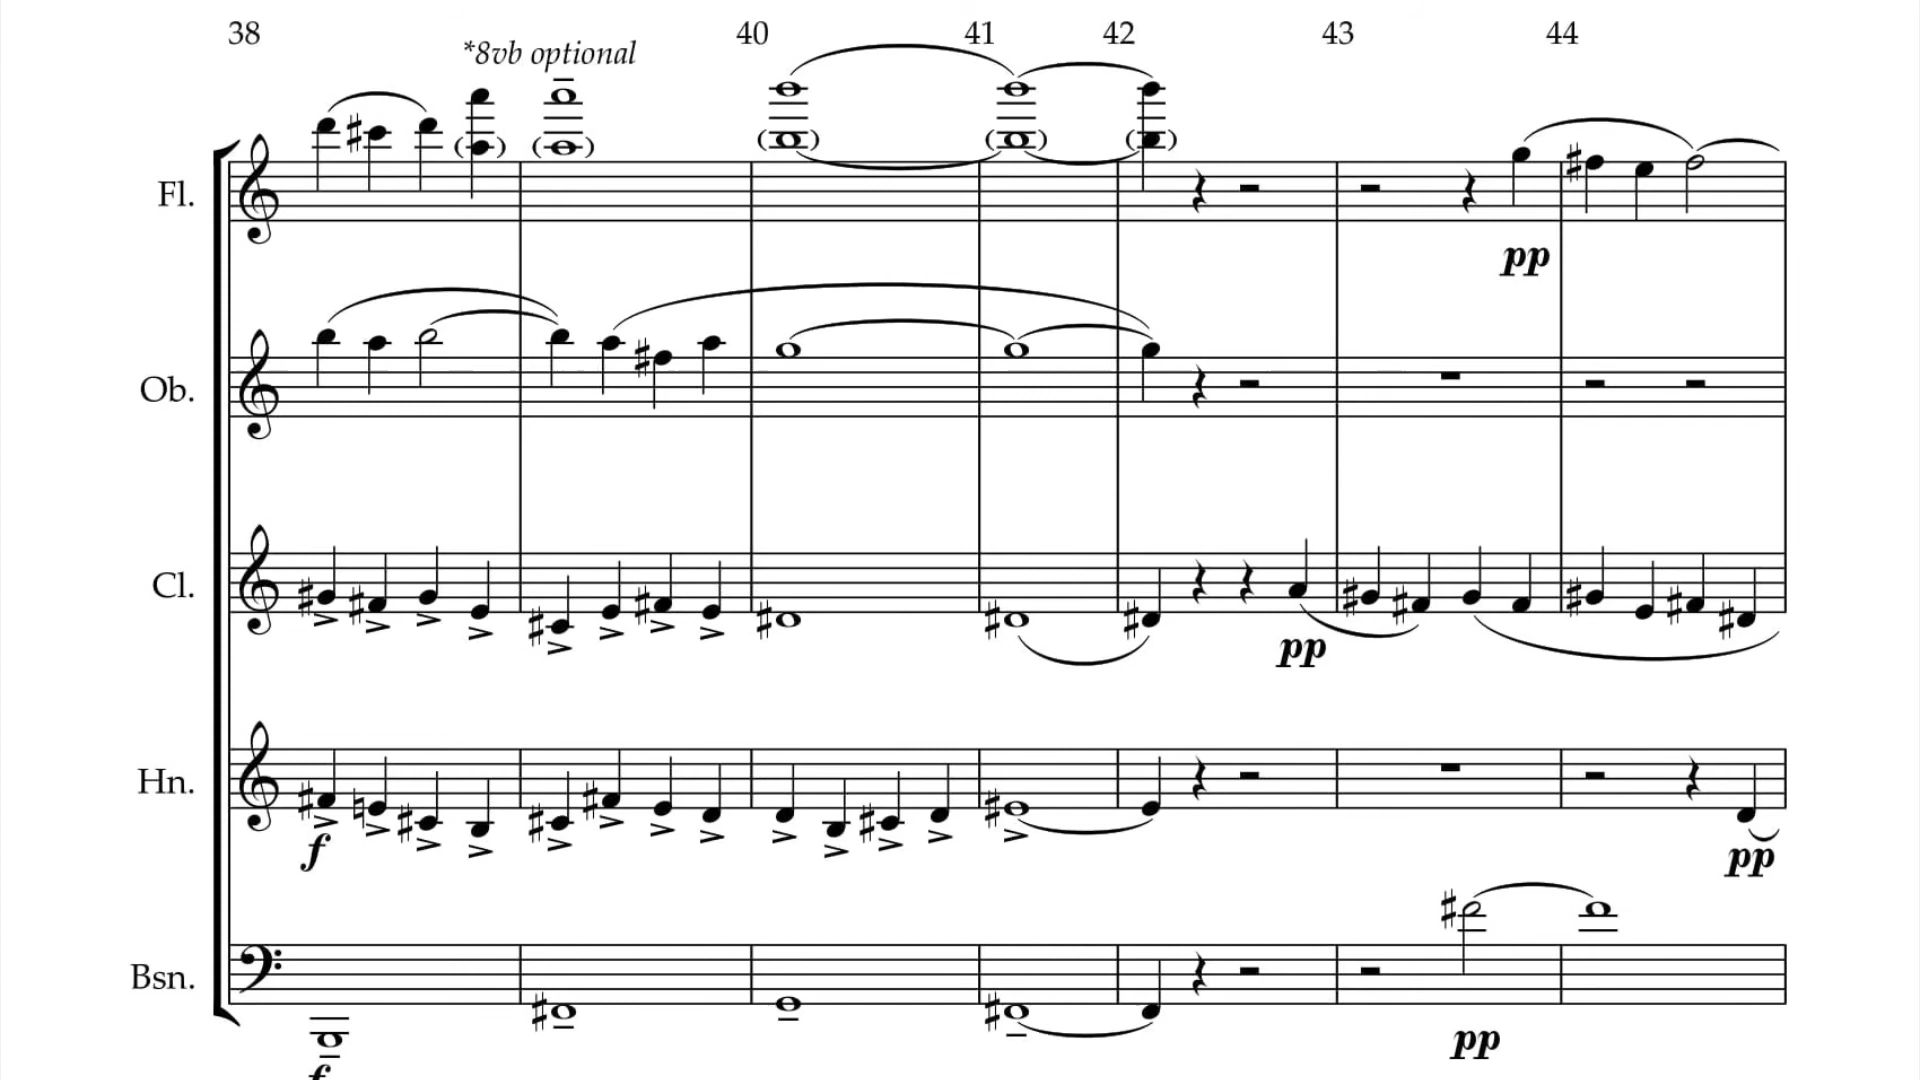 38 40 41 42 43 44
*8vb optional
Fl.
pp
Ob.
Cl.
pp
Hn.
f
pp
Bsn.
pp
f